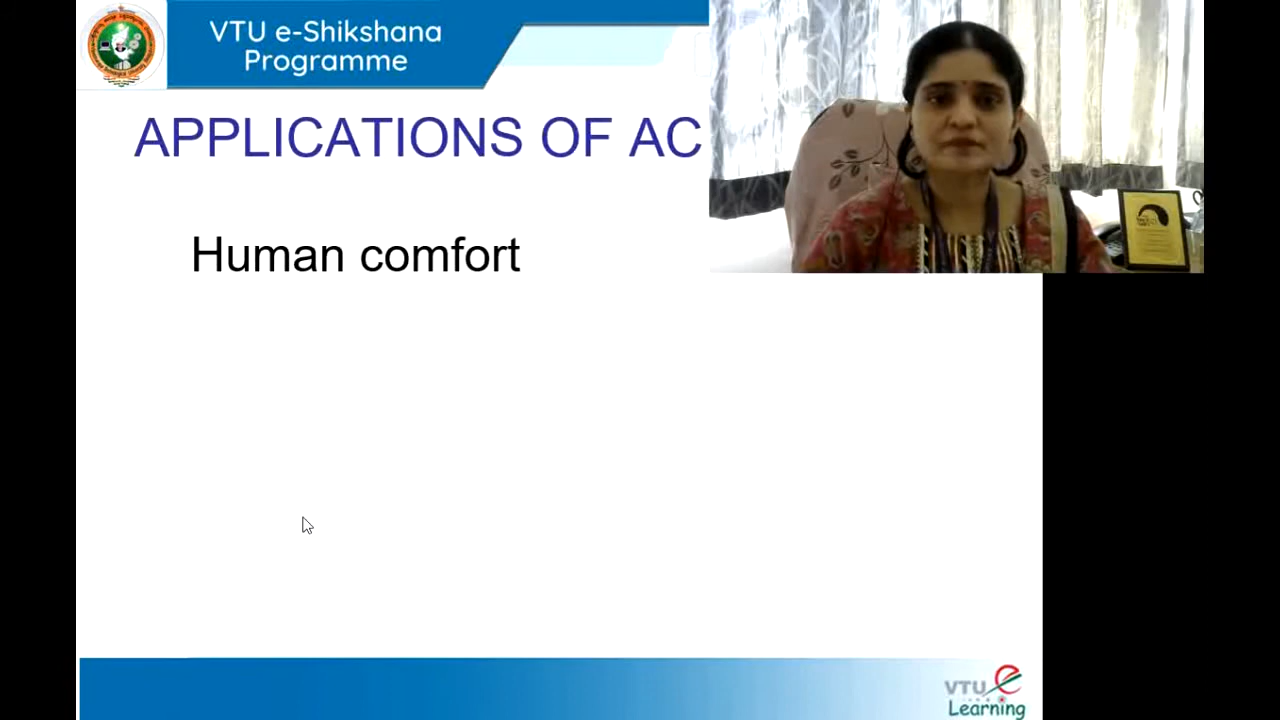 VTU e-Shikshana
Programme
APPLICATIONS OF AC
Human comfort
VTU
Learning